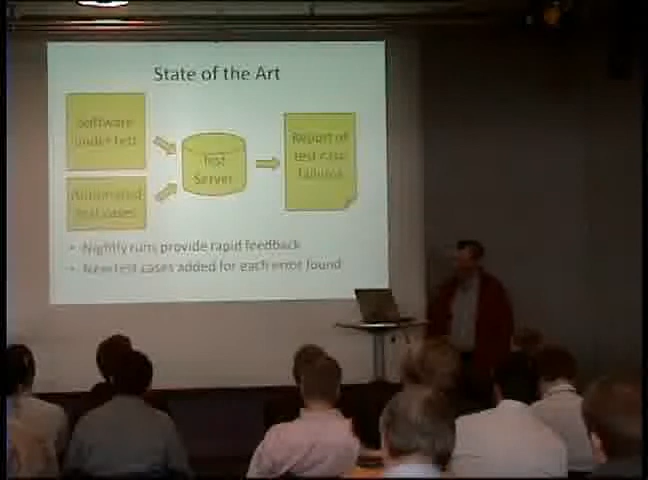 State of the Art
Software
under test
Automated
test cases
Test
Server
Report of
test case
failures
• Nightly runs provide rapid feedback
• New test cases added for each error found